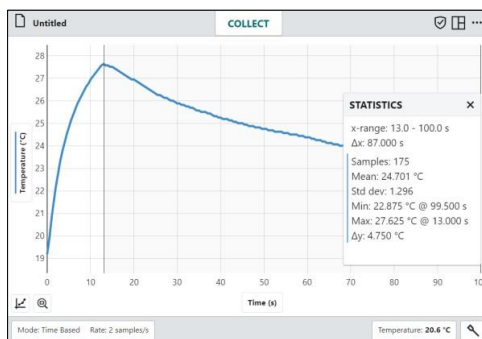 Untitled
COLLECT
28
27
26
25
24
23
22
21
20
19
Temperature (°C)
STATISTICS
x-range: 13.0 - 100.0 s
Δx: 87.000 s
Samples: 175
Mean: 24.701 °C
Std dev: 1.296
Min: 22.875 °C @ 99.500 s
Max: 27.625 °C @ 13.000 s
Δy: 4.750 °C
0 10 20 30 40 50 60 70 80 90 10
Time (s)
Mode: Time Based Rate: 2 samples/s
Temperature: 20.6 °C